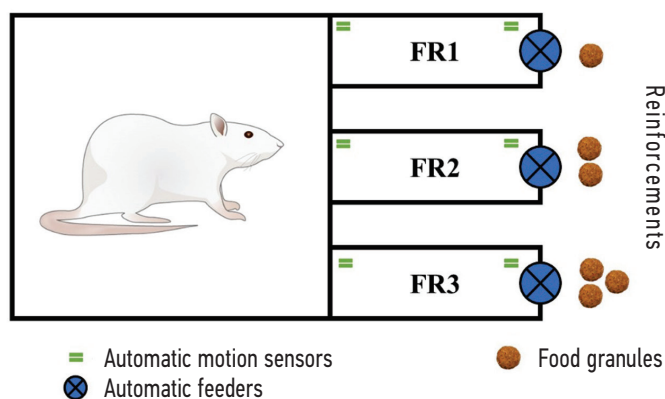 FR1
FR2
FR3
Reinforcements
Automatic motion sensors
Food granules
Automatic feeders